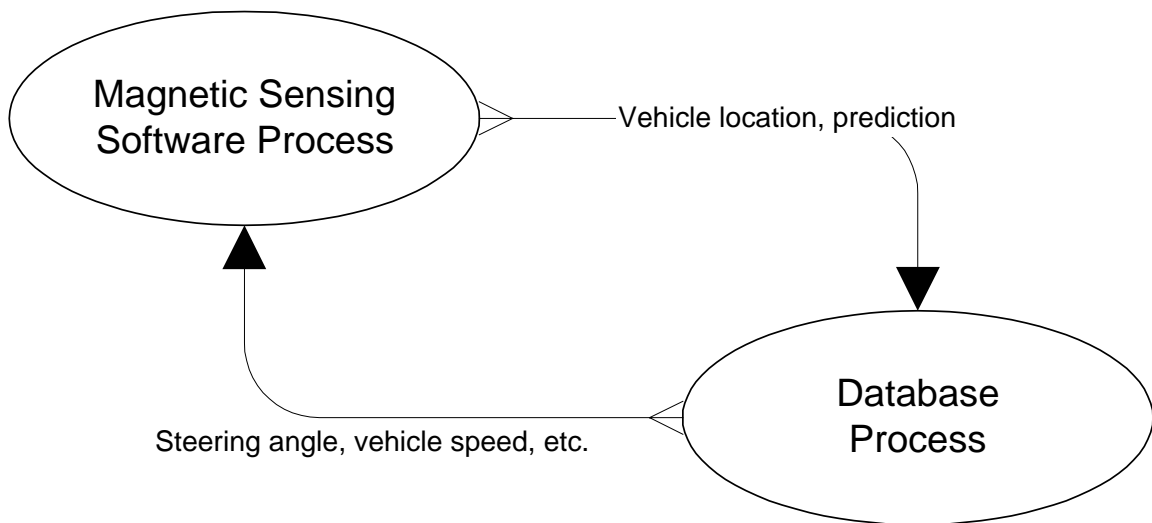 Magnetic Sensing
Software Process
Vehicle location, prediction
Database
Process
Steering angle, vehicle speed, etc.